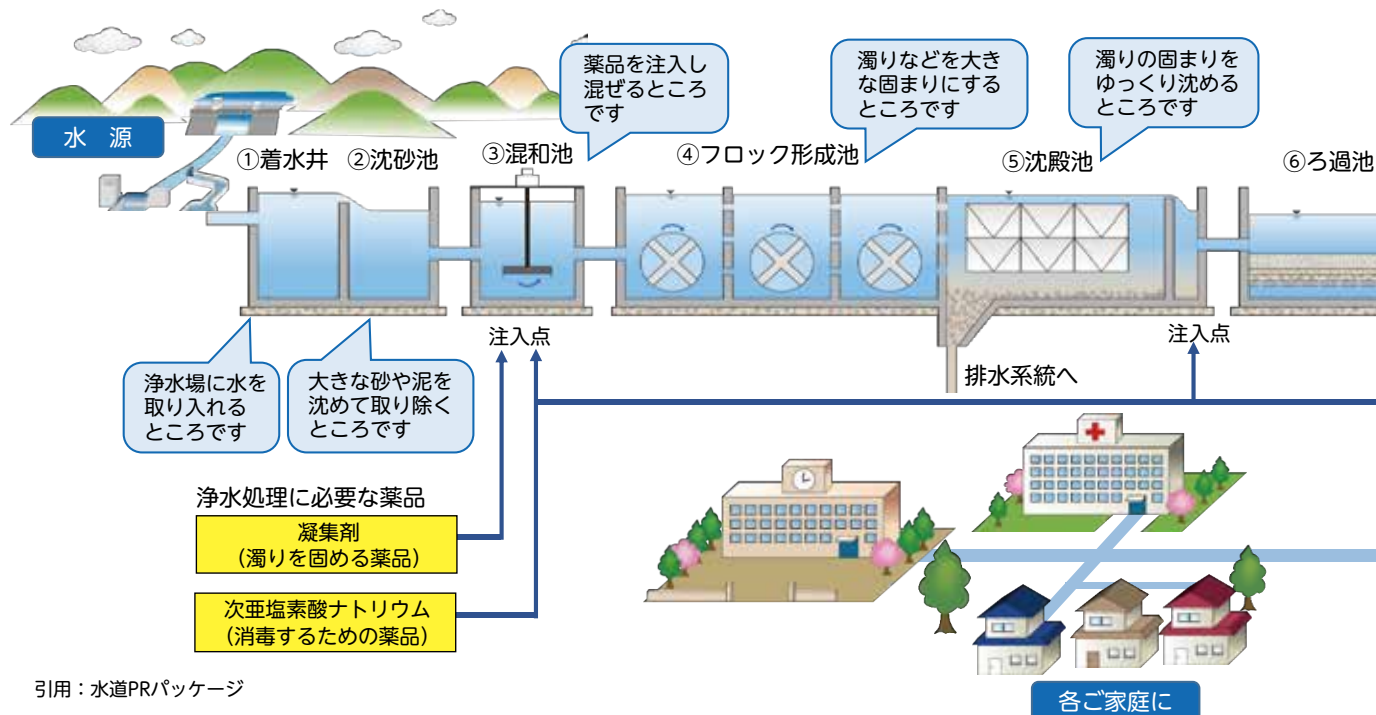 水 源
①着水井
②沈砂池
③混和池
④フロック形成池
⑤沈殿池
⑥ろ過池
薬品を注入し
混ぜるところ
です
濁りなどを大き
な固まりにする
ところです
濁りの固まりを
ゆっくり沈める
ところです
注入点
注入点
排水系統へ
浄水場に水を
取り入れる
ところです
大きな砂や泥を
沈めて取り除く
ところです
浄水処理に必要な薬品
凝集剤
(濁りを固める薬品)
次亜塩素酸ナトリウム
(消毒するための薬品)
各ご家庭に
引用：水道PRパッケージ